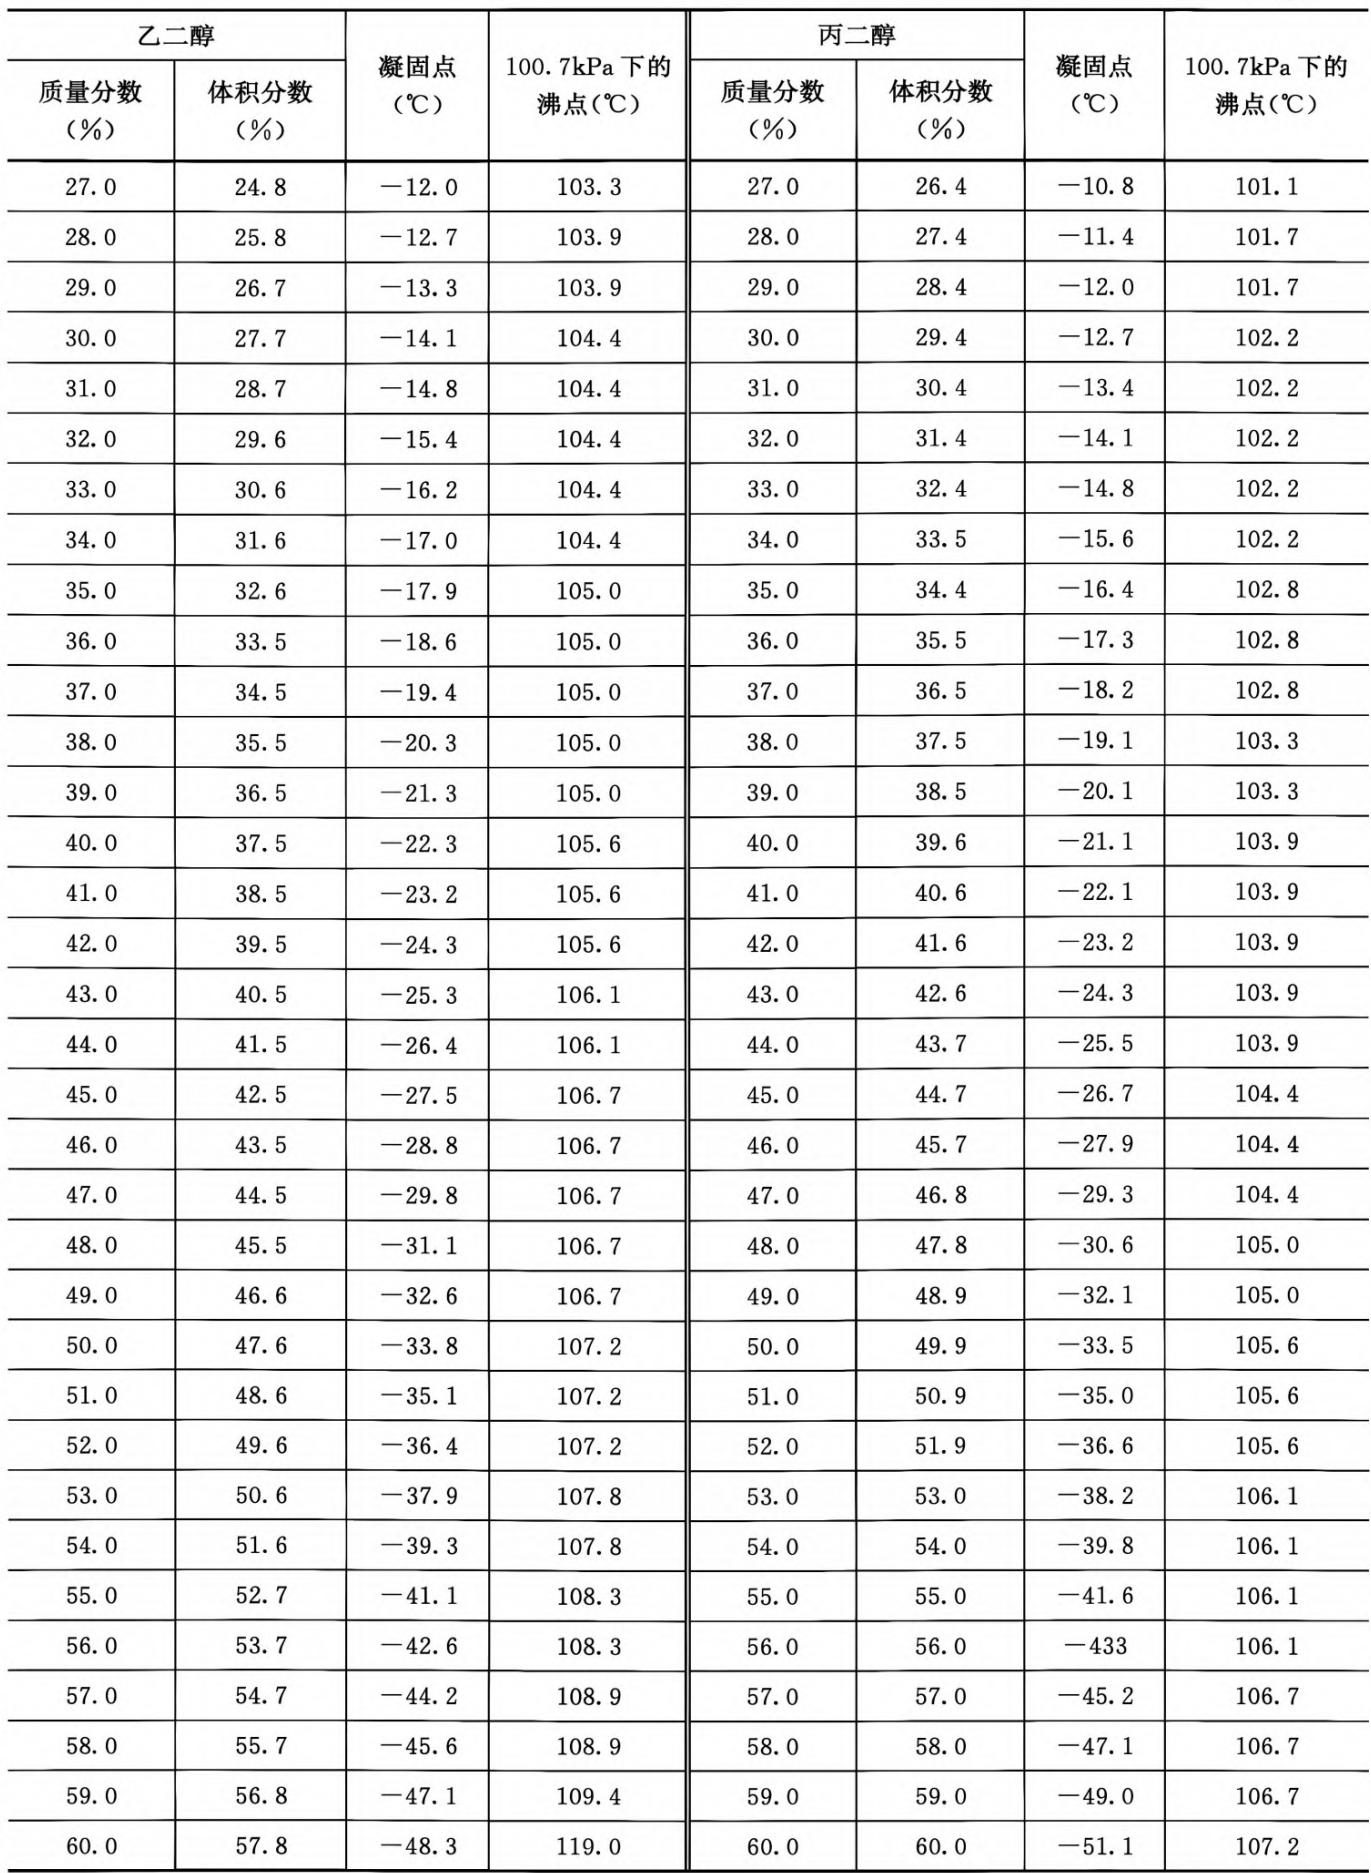 乙二醇 凝固点(℃) 100.7kPa 下的沸点(℃) 丙二醇 凝固点(℃) 100.7kPa 下的沸点(℃)
质量分数(%) 体积分数(%) 质量分数(%) 体积分数(%)
27.0 24.8 －12.0 103.3 27.0 26.4 －10.8 101.1
28.0 25.8 －12.7 103.9 28.0 27.4 －11.4 101.7
29.0 26.7 －13.3 103.9 29.0 28.4 －12.0 101.7
30.0 27.7 －14.1 104.4 30.0 29.4 －12.7 102.2
31.0 28.7 －14.8 104.4 31.0 30.4 －13.4 102.2
32.0 29.6 －15.4 104.4 32.0 31.4 －14.1 102.2
33.0 30.6 －16.2 104.4 33.0 32.4 －14.8 102.2
34.0 31.6 －17.0 104.4 34.0 33.5 －15.6 102.2
35.0 32.6 －17.9 105.0 35.0 34.4 －16.4 102.8
36.0 33.5 －18.6 105.0 36.0 35.5 －17.3 102.8
37.0 34.5 －19.4 105.0 37.0 36.5 －18.2 102.8
38.0 35.5 －20.3 105.0 38.0 37.5 －19.1 103.3
39.0 36.5 －21.3 105.0 39.0 38.5 －20.1 103.3
40.0 37.5 －22.3 105.6 40.0 39.6 －21.1 103.9
41.0 38.5 －23.2 105.6 41.0 40.6 －22.1 103.9
42.0 39.5 －24.3 105.6 42.0 41.6 －23.2 103.9
43.0 40.5 －25.3 106.1 43.0 42.6 －24.3 103.9
44.0 41.5 －26.4 106.1 44.0 43.7 －25.5 103.9
45.0 42.5 －27.5 106.7 45.0 44.7 －26.7 104.4
46.0 43.5 －28.8 106.7 46.0 45.7 －27.9 104.4
47.0 44.5 －29.8 106.7 47.0 46.8 －29.3 104.4
48.0 45.5 －31.1 106.7 48.0 47.8 －30.6 105.0
49.0 46.6 －32.6 106.7 49.0 48.9 －32.1 105.0
50.0 47.6 －33.8 107.2 50.0 49.9 －33.5 105.6
51.0 48.6 －35.1 107.2 51.0 50.9 －35.0 105.6
52.0 49.6 －36.4 107.2 52.0 51.9 －36.6 105.6
53.0 50.6 －37.9 107.8 53.0 53.0 －38.2 106.1
54.0 51.6 －39.3 107.8 54.0 54.0 －39.8 106.1
55.0 52.7 －41.1 108.3 55.0 55.0 －41.6 106.1
56.0 53.7 －42.6 108.3 56.0 56.0 －433 106.1
57.0 54.7 －44.2 108.9 57.0 57.0 －45.2 106.7
58.0 55.7 －45.6 108.9 58.0 58.0 －47.1 106.7
59.0 56.8 －47.1 109.4 59.0 59.0 －49.0 106.7
60.0 57.8 －48.3 119.0 60.0 60.0 －51.1 107.2